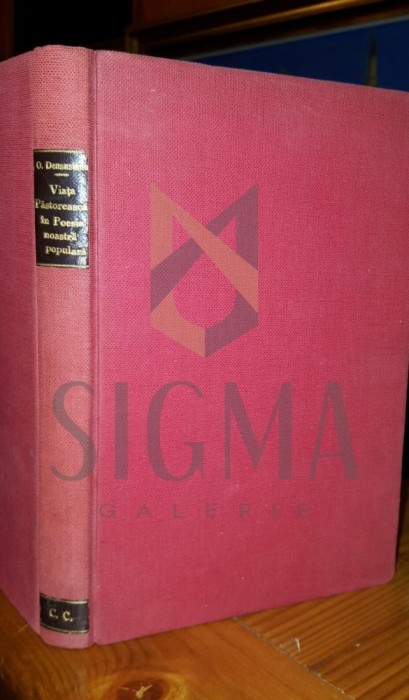 O. Densusianu
Viața
Păstorească
în Poesia
noastră
populară
C. C.
SIGMA
GALERIE